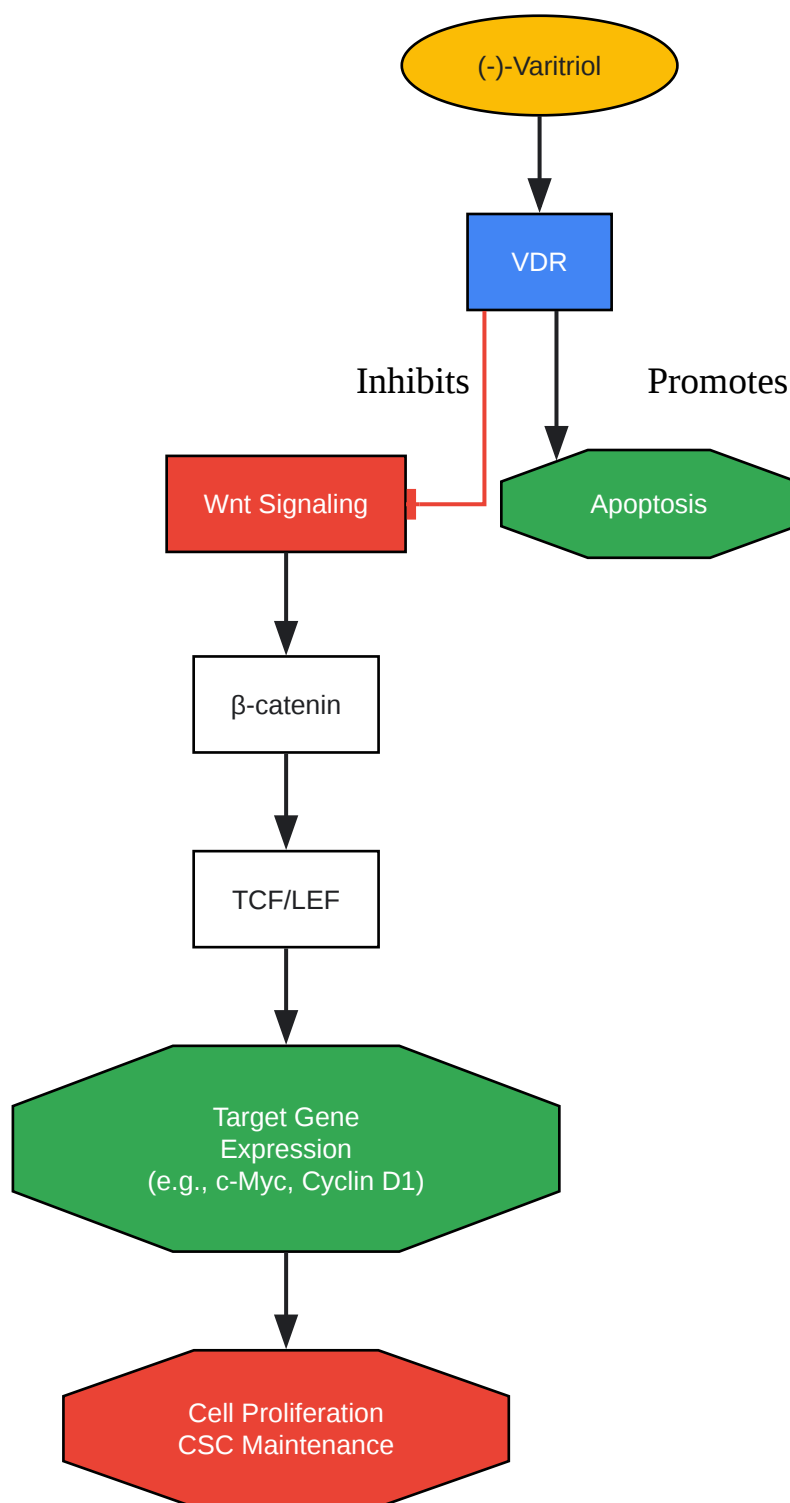 (-)-Varitriol
VDR
Inhibits
Promotes
Wnt Signaling
Apoptosis
β-catenin
TCF/LEF
Target Gene
Expression
(e.g., c-Myc, Cyclin D1)
Cell Proliferation
CSC Maintenance